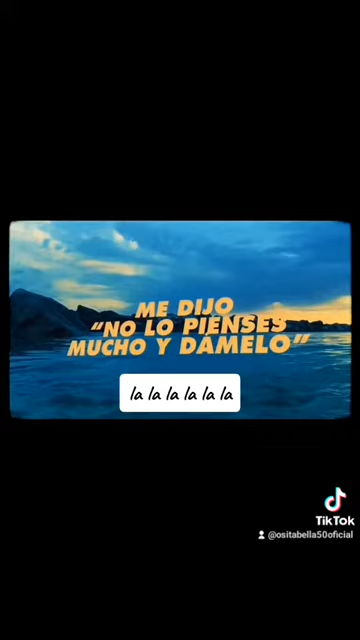 ME DIJO
“NO LO PIENSES
MUCHO Y DAMELO”
la la la la la la
TikTok
@ositabella50oficial